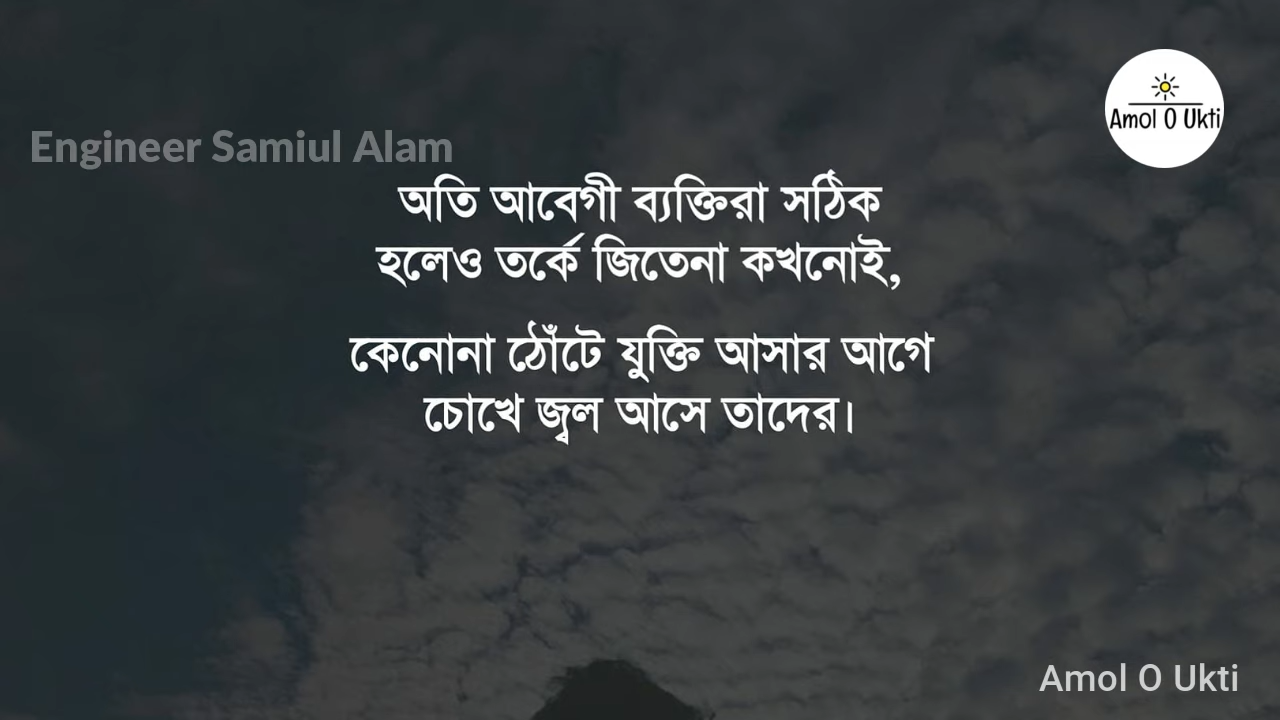 Amol O Ukti
Engineer Samiul Alam
অতি আবেগী ব্যক্তিরা সঠিক
হলেও তর্কে জিতেনা কখনোই,
কেনোনা ঠোঁটে যুক্তি আসার আগে
চোখে জ্বল আসে তাদের।
Amol O Ukti